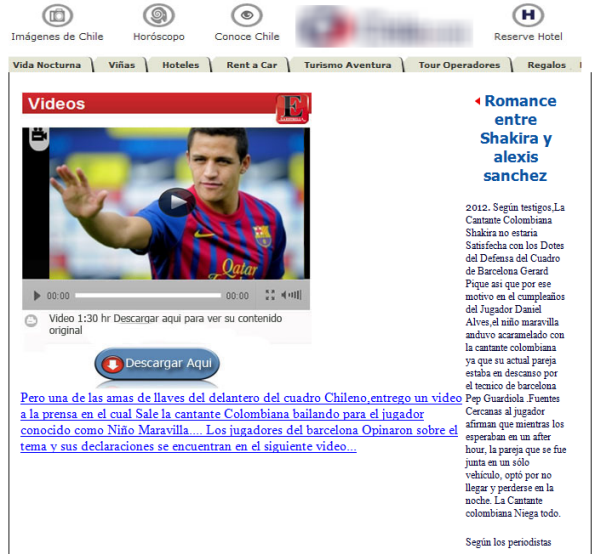 Imágenes de Chile
Horóscopo
Conoce Chile
Reserve Hotel
Vida Nocturna
Viñas
Hoteles
Rent a Car
Turismo Aventura
Tour Operadores
Regalos
Videos
E
Qatar
00:00
00:00
Video 1:30 hr Descargar aqui para ver su contenido
original
Descargar Aqui
Pero una de las amas de llaves del delantero del cuadro Chileno,entrego un video
a la prensa en el cual Sale la cantante Colombiana bailando para el jugador
conocido como Niño Maravilla.... Los jugadores del barcelona Opinaron sobre el
tema y sus declaraciones se encuentran en el siguiente video...
Romance
entre
Shakira y
alexis
sanchez
2012. Según testigos,La
Cantante Colombiana
Shakira no estaria
Satisfecha con los Dotes
del Defensa del Cuadro
de Barcelona Gerard
Pique asi que por ese
motivo en el cumpleaños
del Jugador Daniel
Alves,el niño maravilla
anduvo acaramelado con
la cantante colombiana
ya que su actual pareja
estaba en descanso por
el tecnico de barcelona
Pep Guardiola .Fuentes
Cercanas al jugador
afirman que mientras los
esperaban en un after
hour, la pareja que se fue
junta en un sólo
vehículo, optó por no
llegar y perderse en la
noche. La Cantante
colombiana Niega todo.
Según los periodistas